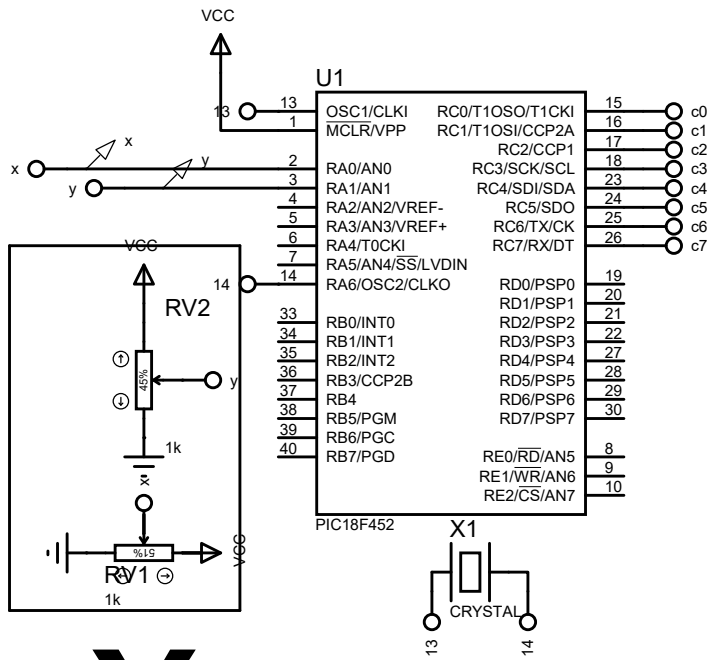 VCC
U1
13 13 OSC1/CLKI RC0/T1OSO/T1CKI 15 c0
1 MCLR/VPP RC1/T1OSI/CCP2A 16 c1
RC2/CCP1 17 c2
x x 2 RA0/AN0 RC3/SCK/SCL 18 c3
y y 3 RA1/AN1 RC4/SDI/SDA 23 c4
4 RA2/AN2/VREF- RC5/SDO 24 c5
5 RA3/AN3/VREF+ RC6/TX/CK 25 c6
6 RA4/T0CKI RC7/RX/DT 26 c7
7 RA5/AN4/SS/LVDIN
14 14 RA6/OSC2/CLKO RD0/PSP0 19
RD1/PSP1 20
33 RB0/INT0 RD2/PSP2 21
34 RB1/INT1 RD3/PSP3 22
35 RB2/INT2 RD4/PSP4 27
36 RB3/CCP2B RD5/PSP5 28
37 RB4 RD6/PSP6 29
38 RB5/PGM RD7/PSP7 30
39 RB6/PGC
40 RB7/PGD RE0/RD/AN5 8
RE1/WR/AN6 9
RE2/CS/AN7 10
PIC18F452
VCC
RV2
45%
y
1k
x
51%
VCC
RV1
1k
X1
CRYSTAL
13
14